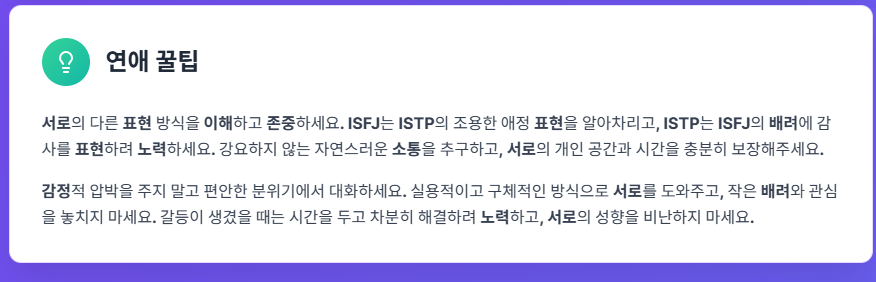 연애 꿀팁
서로의 다른 표현 방식을 이해하고 존중하세요. ISFJ는 ISTP의 조용한 애정 표현을 알아차리고, ISTP는 ISFJ의 배려에 감
사를 표현하려 노력하세요. 강요하지 않는 자연스러운 소통을 추구하고, 서로의 개인 공간과 시간을 충분히 보장해주세요.
감정적 압박을 주지 말고 편안한 분위기에서 대화하세요. 실용적이고 구체적인 방식으로 서로를 도와주고, 작은 배려와 관심
을 놓치지 마세요. 갈등이 생겼을 때는 시간을 두고 차분히 해결하려 노력하고, 서로의 성향을 비난하지 마세요.